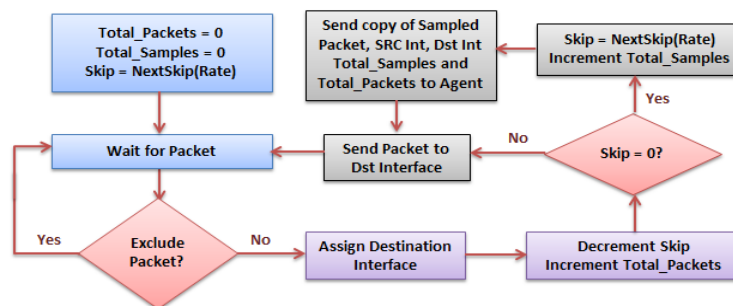 Total_Packets = 0
Total_Samples = 0
Skip = NextSkip(Rate)
Send copy of Sampled
Packet, SRC Int, Dst Int
Total_Samples and
Total_Packets to Agent
Skip = NextSkip(Rate)
Increment Total_Samples
Yes
Wait for Packet
Send Packet to
Dst Interface
No
Skip = 0?
Yes
Exclude
Packet?
No
Assign Destination
Interface
Decrement Skip
Increment Total_Packets